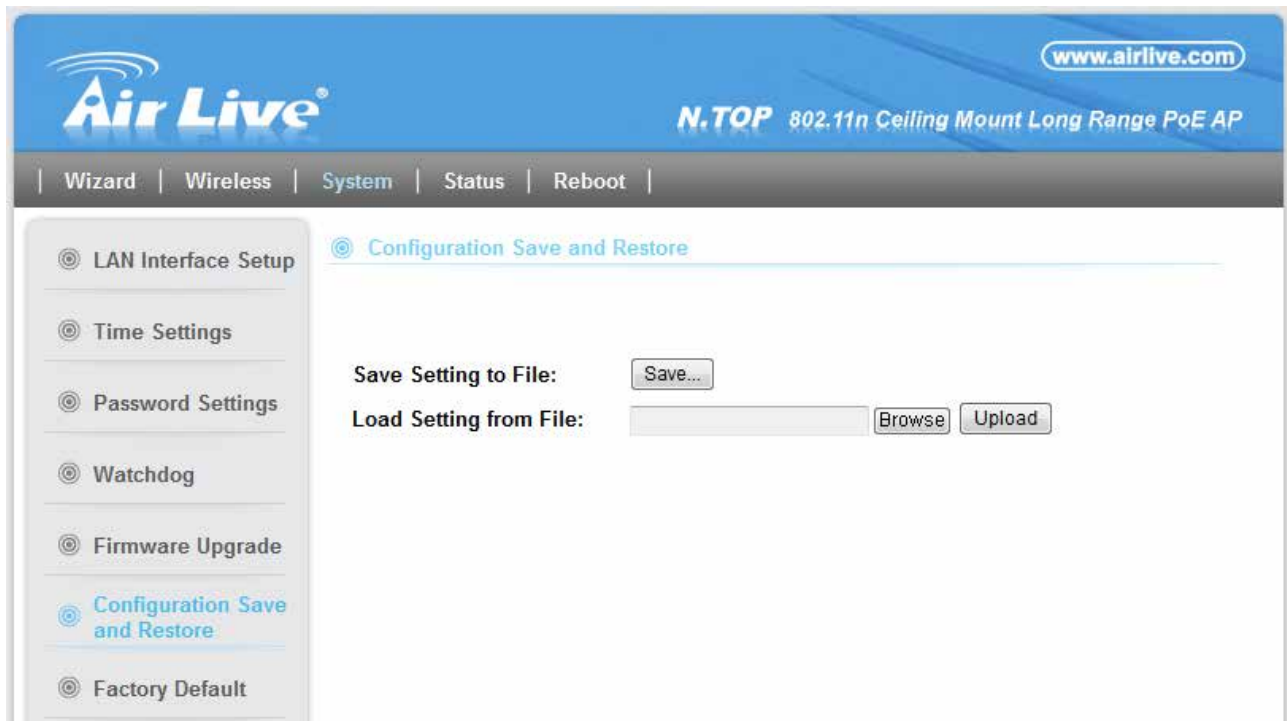 www.airlive.com
Air Live®
N.TOP 802.11n Ceiling Mount Long Range PoE AP
| Wizard | Wireless | System | Status | Reboot |
LAN Interface Setup
Time Settings
Password Settings
Watchdog
Firmware Upgrade
Configuration Save
and Restore
Factory Default
Configuration Save and Restore
Save Setting to File: Save...
Load Setting from File: Browse Upload